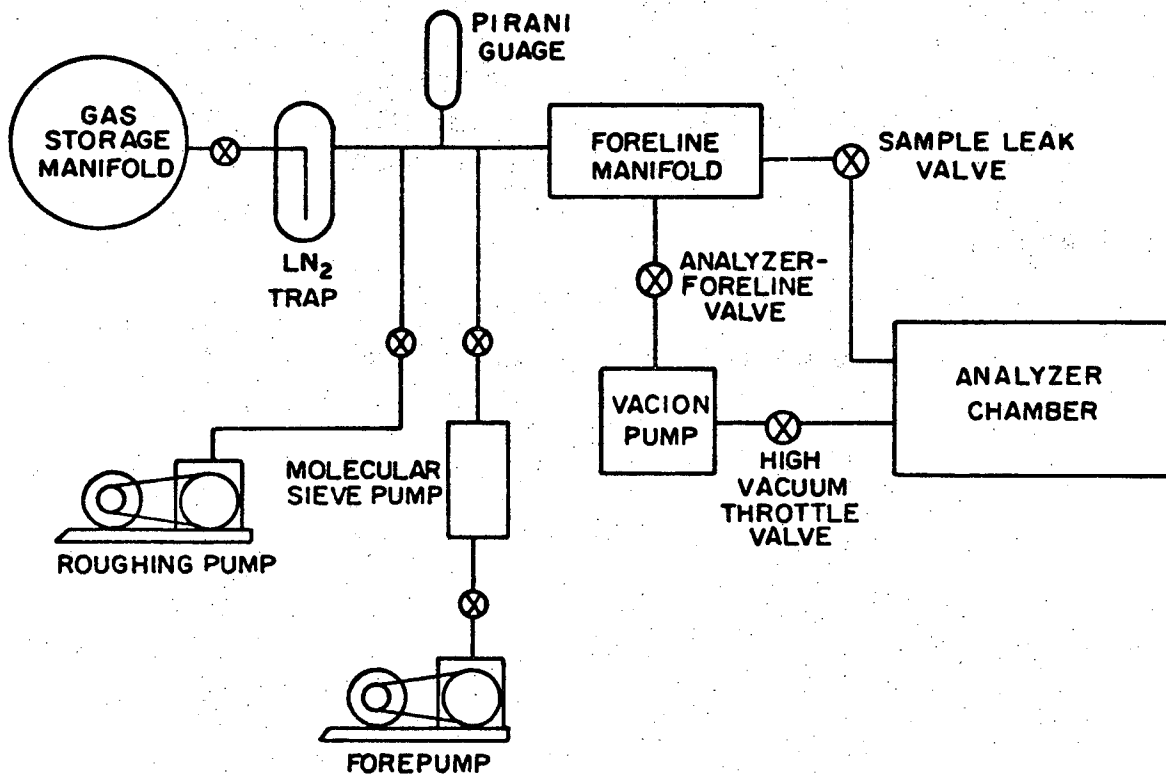 PIRANI
GUAGE
GAS
STORAGE
MANIFOLD
LN2
TRAP
FORELINE
MANIFOLD
SAMPLE LEAK
VALVE
ANALYZER-
FORELINE
VALVE
VACION
PUMP
ANALYZER
CHAMBER
HIGH
VACUUM
THROTTLE
VALVE
MOLECULAR
SIEVE PUMP
ROUGHING PUMP
FOREPUMP